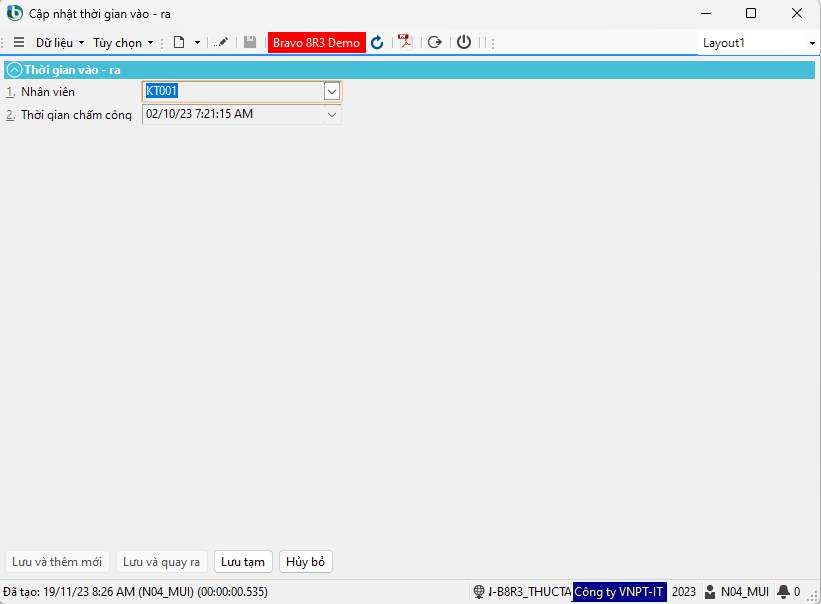 Cập nhật thời gian vào - ra
Dữ liệu Tùy chọn Bravo 8R3 Demo Layout1
Thời gian vào - ra
1. Nhân viên KT001
2. Thời gian chấm công 02/10/23 7:21:15 AM
Lưu và thêm mới Lưu và quay ra Lưu tạm Hủy bỏ
Đã tạo: 19/11/23 8:26 AM (N04_MUI) (00:00:00.535) -B8R3_THUCTA Công ty VNPT-IT 2023 N04_MUI 0